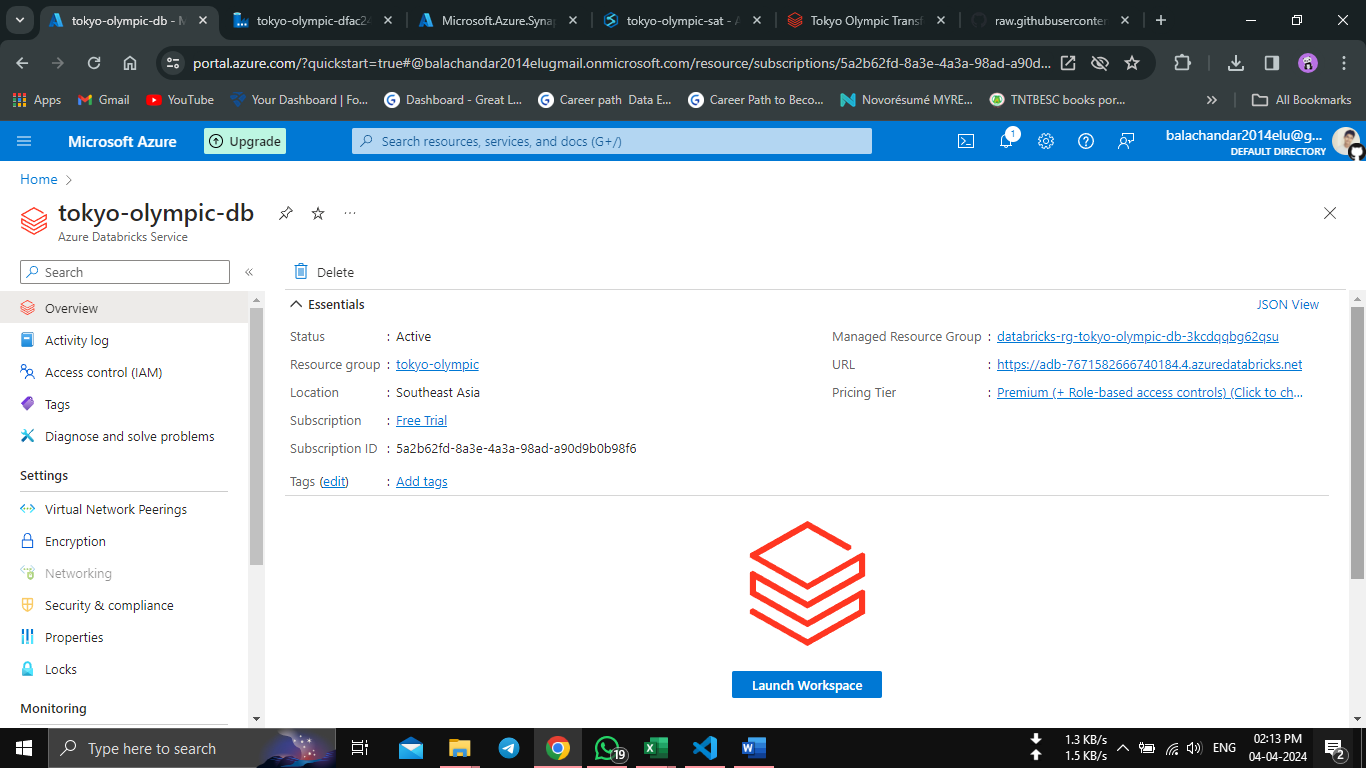 tokyo-olympic-db - M
tokyo-olympic-dfac24
Microsoft.Azure.Syna
tokyo-olympic-sat - A
Tokyo Olympic Transf
raw.githubuserconten
portal.azure.com/?quickstart=true#@balachandar2014elugmail.onmicrosoft.com/resource/subscriptions/5a2b62fd-8a3e-4a3a-98ad-a90d...
Apps
Gmail
YouTube
Your Dashboard | Fo...
Dashboard - Great L...
Career path Data E...
Career Path to Beco...
Novorésumé MYRE...
TNTBESC books por...
»
All Bookmarks
Microsoft Azure
Upgrade
Search resources, services, and docs (G+/)
1
balachandar2014elu@g...
DEFAULT DIRECTORY
Home
tokyo-olympic-db
Azure Databricks Service
Search
Delete
Overview
Activity log
Access control (IAM)
Tags
Diagnose and solve problems
Settings
Virtual Network Peerings
Encryption
Networking
Security & compliance
Properties
Locks
Monitoring
Essentials
JSON View
Status : Active
Resource group : tokyo-olympic
Location : Southeast Asia
Subscription : Free Trial
Subscription ID : 5a2b62fd-8a3e-4a3a-98ad-a90d9b0b98f6
Tags (edit) : Add tags
Managed Resource Group : databricks-rg-tokyo-olympic-db-3kcdqqbg62qsu
URL : https://adb-7671582666740184.4.azuredatabricks.net
Pricing Tier : Premium (+ Role-based access controls) (Click to ch...
Launch Workspace
Type here to search
19
1.3 KB/s
1.5 KB/s
ENG
02:13 PM
04-04-2024
2